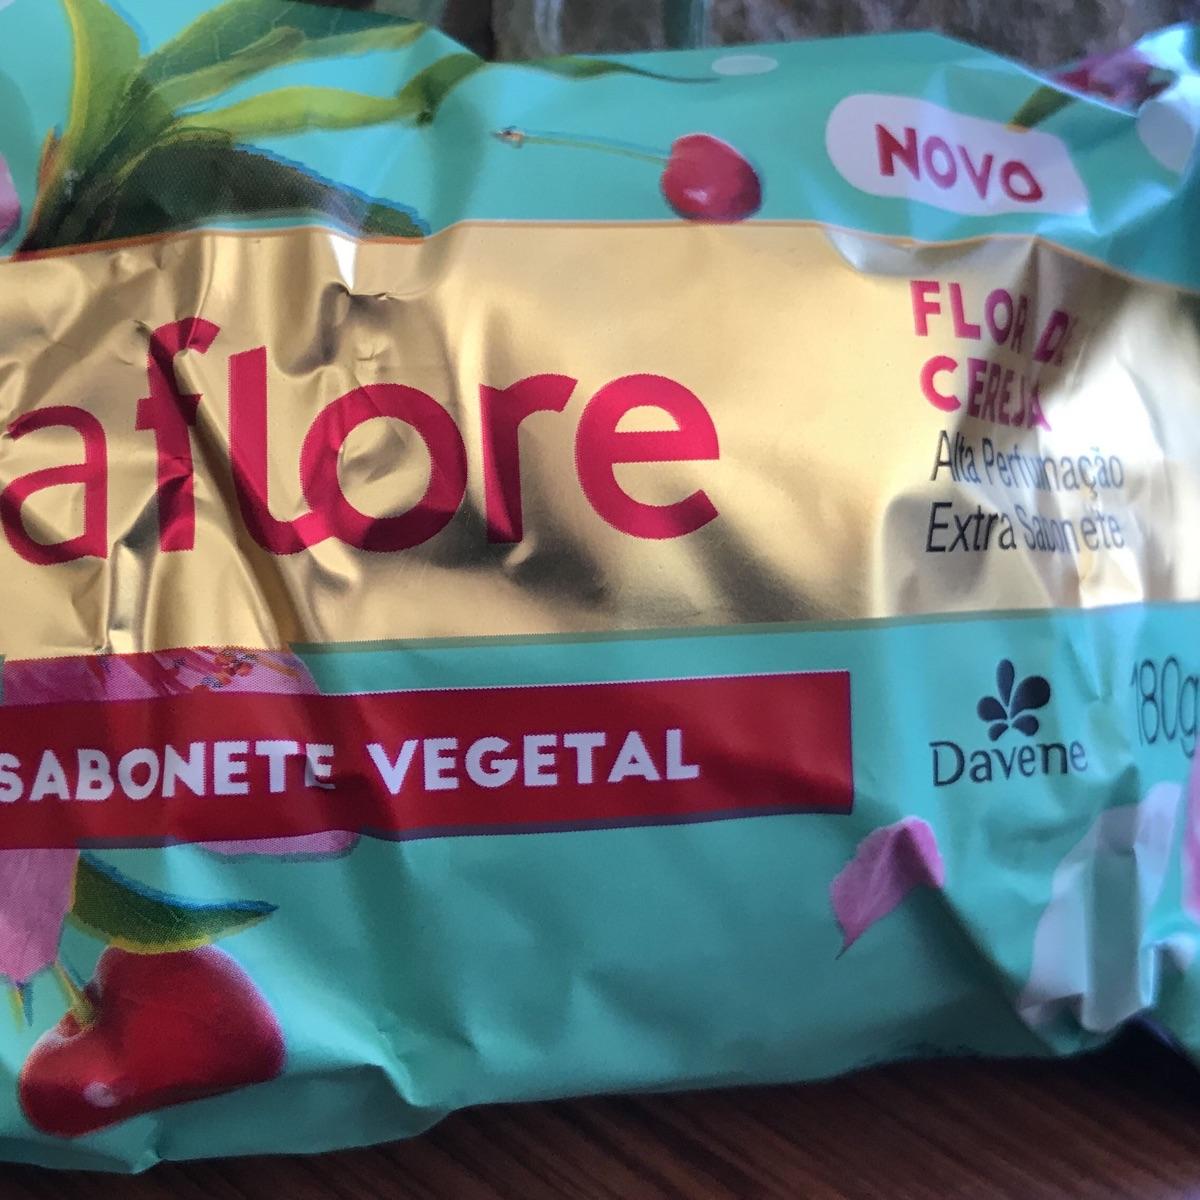 NOVO
aflore
FLOR DE
CEREJA
Alta Perfumação
Extra Sabonete
SABONETE VEGETAL
Davene
180g